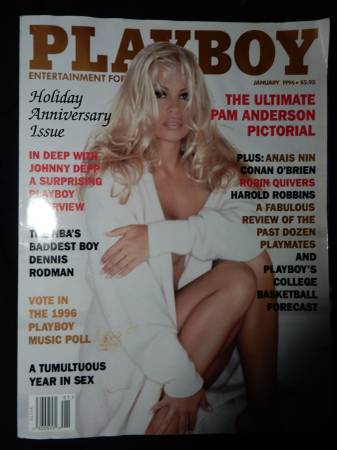 PLAYBOY
ENTERTAINMENT FOR
JANUARY 1996 • $5.95
Holiday
Anniversary
Issue
THE ULTIMATE
PAM ANDERSON
PICTORIAL
IN DEEP WITH
JOHNNY DEPP
A SURPRISING
PLAYBOY
INTERVIEW
THE NBA'S
BADDEST BOY
DENNIS
RODMAN
VOTE IN
THE 1996
PLAYBOY
MUSIC POLL
A TUMULTUOUS
YEAR IN SEX
PLUS: ANAIS NIN
CONAN O'BRIEN
ROBIN QUIVERS
HAROLD ROBBINS
A FABULOUS
REVIEW OF THE
PAST DOZEN
PLAYMATES
AND
PLAYBOY'S
COLLEGE
BASKETBALL
FORECAST